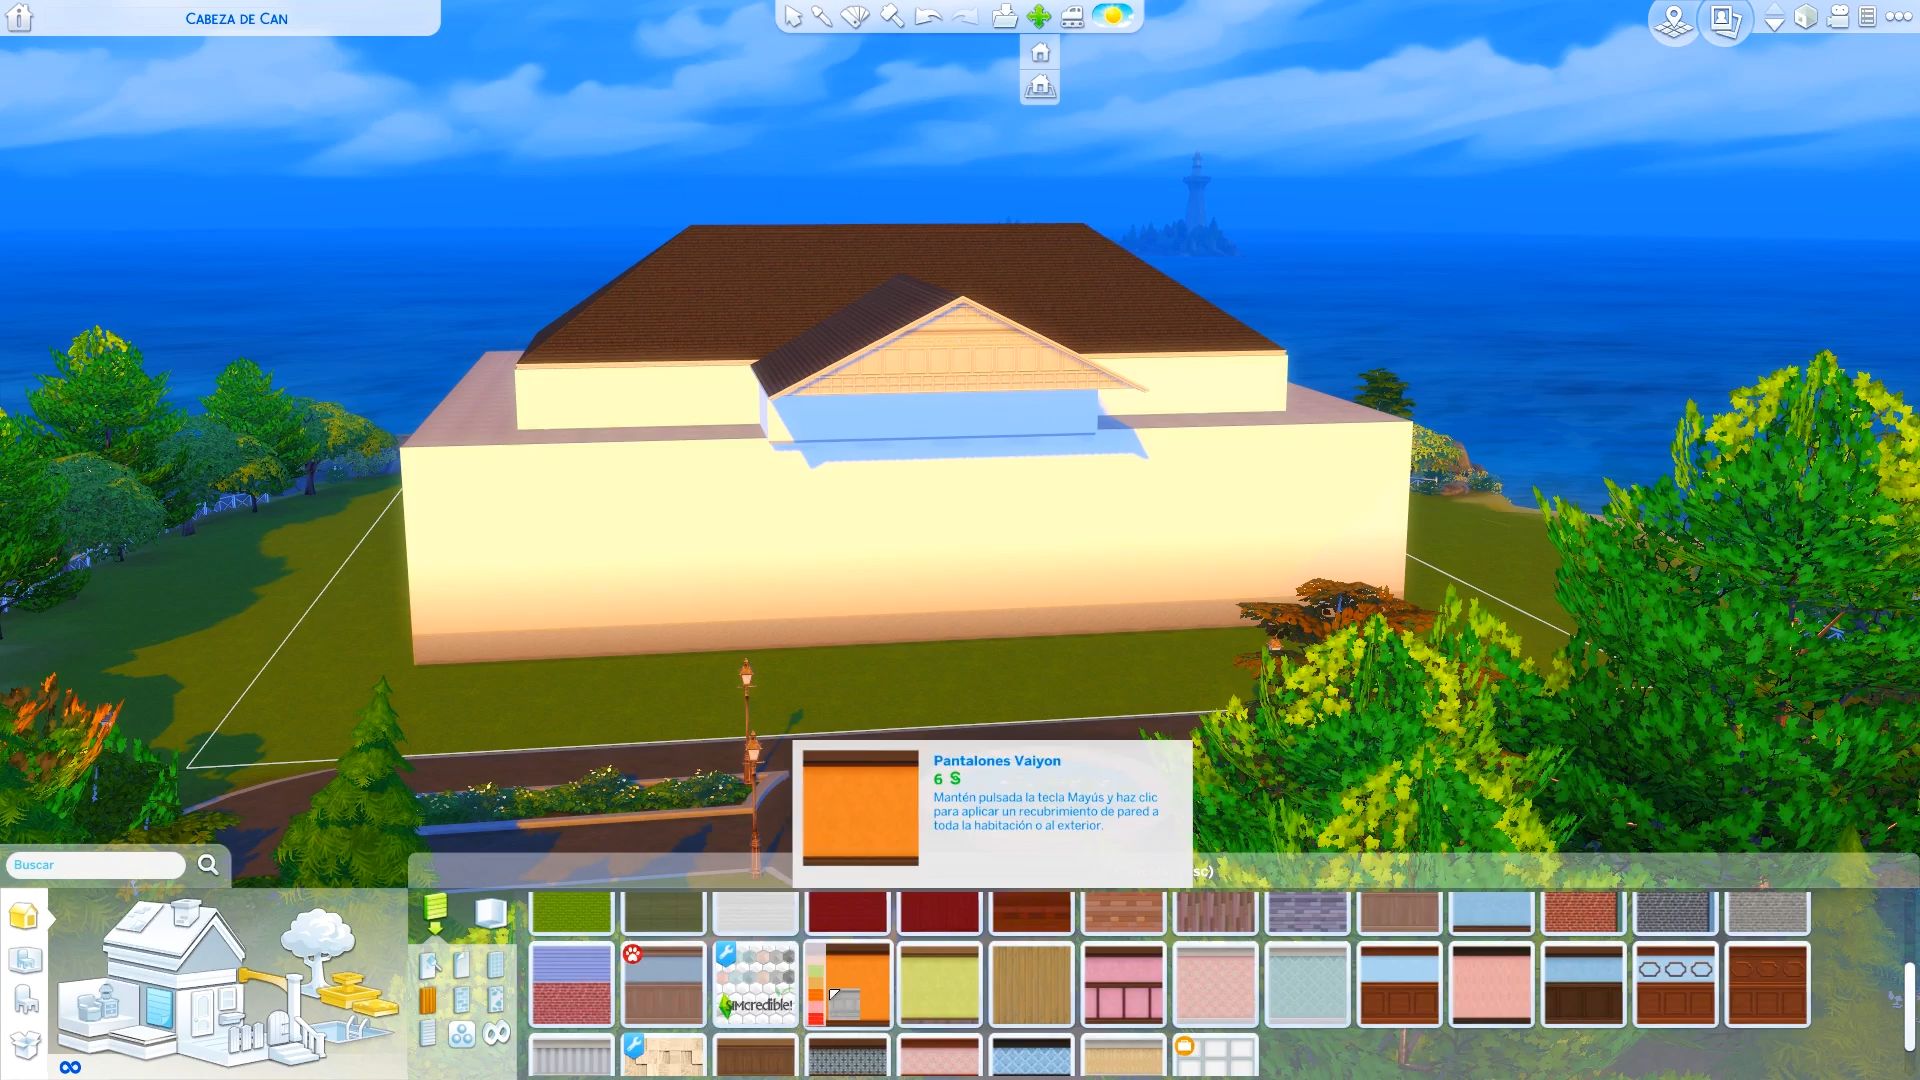 Cabeza de Can
Pantalones Vaiyon
6 §
Mantén pulsada la tecla Mayús y haz clic
para aplicar un recubrimiento de pared a
toda la habitación o al exterior.
sc)
Buscar
SIMcredible!